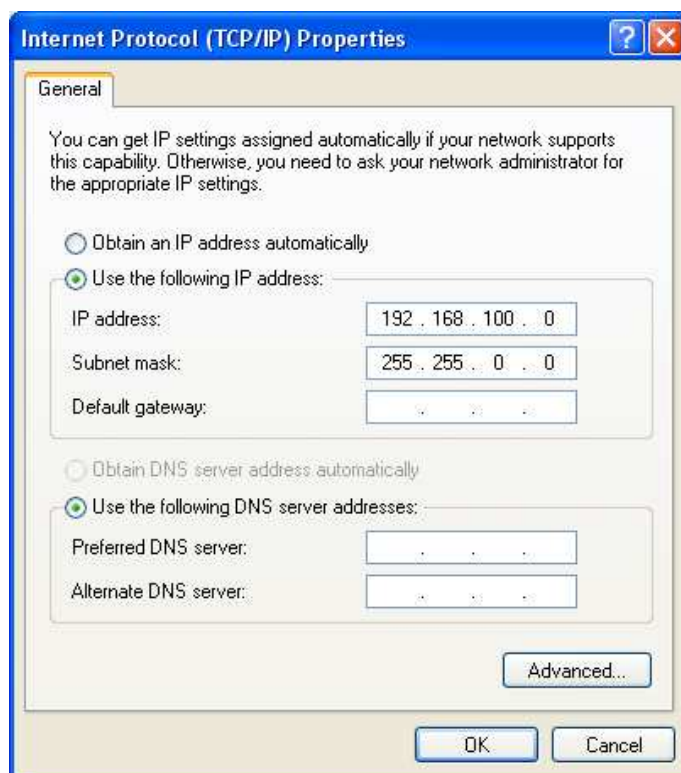 Internet Protocol (TCP/IP) Properties
General
You can get IP settings assigned automatically if your network supports
this capability. Otherwise, you need to ask your network administrator for
the appropriate IP settings.
Obtain an IP address automatically
Use the following IP address:
IP address: 192 . 168 . 100 . 0
Subnet mask: 255 . 255 . 0 . 0
Default gateway: . . .
Obtain DNS server address automatically
Use the following DNS server addresses:
Preferred DNS server: . . .
Alternate DNS server: . . .
Advanced...
OK Cancel